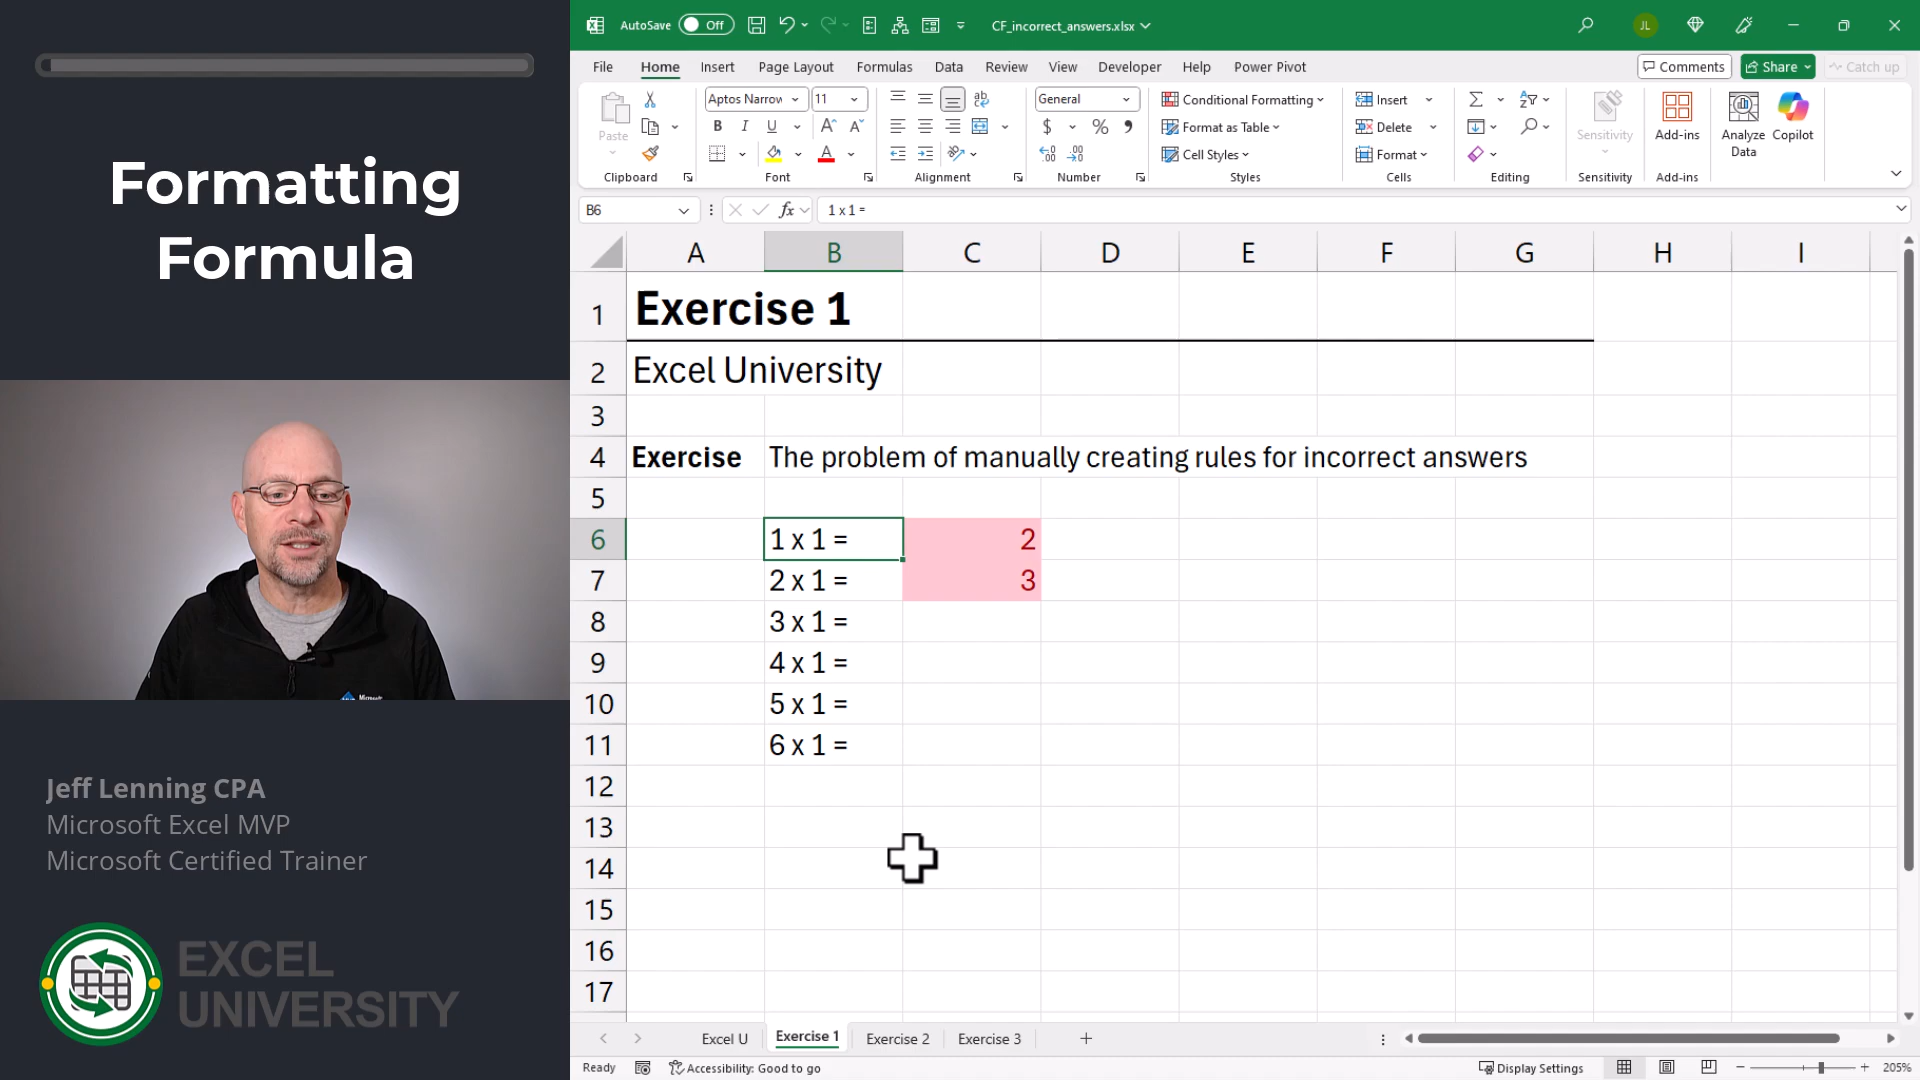 Formatting
Formula
Jeff Lenning CPA
Microsoft Excel MVP
Microsoft Certified Trainer
EXCEL
UNIVERSITY
AutoSave Off CF_incorrect_answers.xlsx JL
File Home Insert Page Layout Formulas Data Review View Developer Help Power Pivot Comments Share Catch up
Paste Aptos Narrow 11 General Conditional Formatting Insert Sensitivity Add-ins Analyze Data Copilot
Format as Table Delete
Cell Styles Format
Clipboard Font Alignment Number Styles Cells Editing Sensitivity Add-ins
B6 fx 1 x 1 =
A B C D E F G H I
1 Exercise 1
2 Excel University
3
4 Exercise The problem of manually creating rules for incorrect answers
5
6 1 x 1 = 2
7 2 x 1 = 3
8 3 x 1 =
9 4 x 1 =
10 5 x 1 =
11 6 x 1 =
12
13
14
15
16
17
Excel U Exercise 1 Exercise 2 Exercise 3
Ready Accessibility: Good to go Display Settings 205%